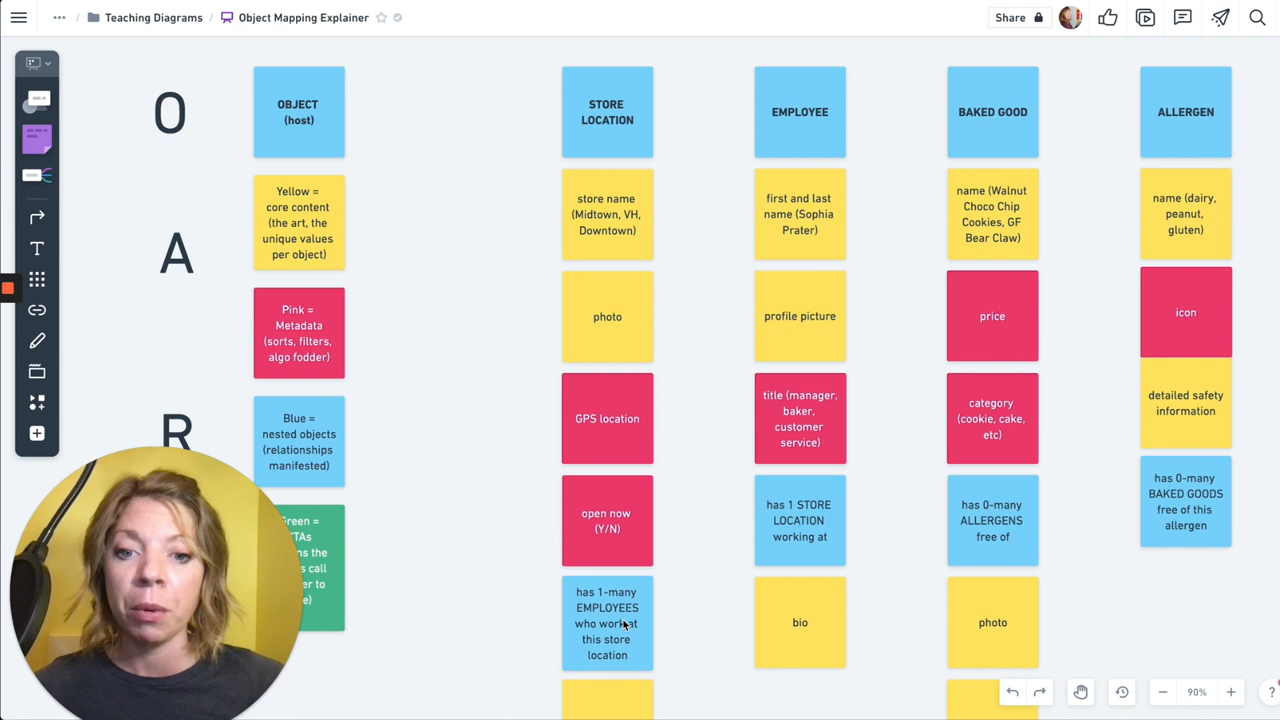 ... / Teaching Diagrams / Object Mapping Explainer
Share
O
A
R
OBJECT
(host)
Yellow =
core content
(the art, the
unique values
per object)
Pink =
Metadata
(sorts, filters,
algo fodder)
Blue =
nested objects
(relationships
manifested)
Green =
the
call
to
STORE
LOCATION
store name
(Midtown, VH,
Downtown)
photo
GPS location
open now
(Y/N)
has 1-many
EMPLOYEES
who work at
this store
location
EMPLOYEE
first and last
name (Sophia
Prater)
profile picture
title (manager,
baker,
customer
service)
has 1 STORE
LOCATION
working at
bio
BAKED GOOD
name (Walnut
Choco Chip
Cookies, GF
Bear Claw)
price
category
(cookie, cake,
etc)
has 0-many
ALLERGENS
free of
photo
ALLERGEN
name (dairy,
peanut,
gluten)
icon
detailed safety
information
has 0-many
BAKED GOODS
free of this
allergen
90%
?